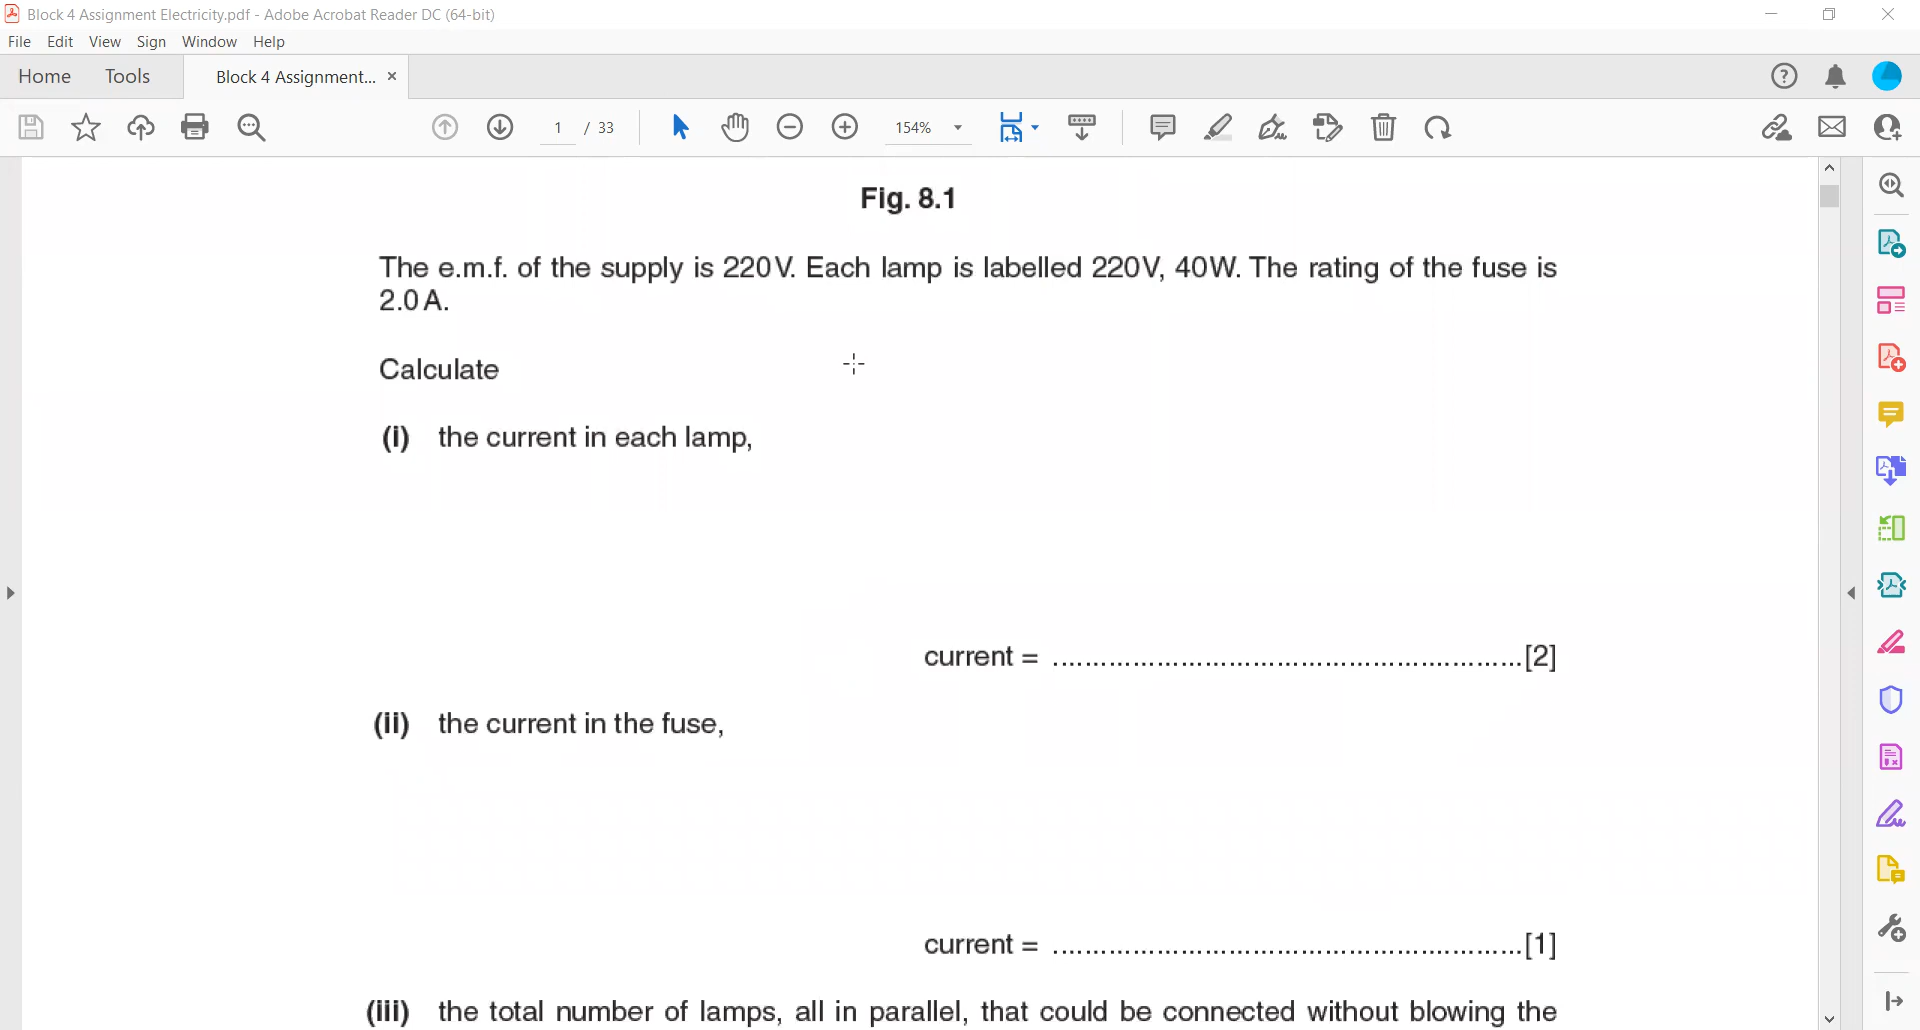 Block 4 Assignment Electricity.pdf - Adobe Acrobat Reader DC (64-bit)
File Edit View Sign Window Help
Home Tools Block 4 Assignment... ×
1 / 33 154%
Fig. 8.1
The e.m.f. of the supply is 220V. Each lamp is labelled 220V, 40W. The rating of the fuse is
2.0A.
Calculate
(i) the current in each lamp,
current = ..........................................................[2]
(ii) the current in the fuse,
current = ..........................................................[1]
(iii) the total number of lamps, all in parallel, that could be connected without blowing the